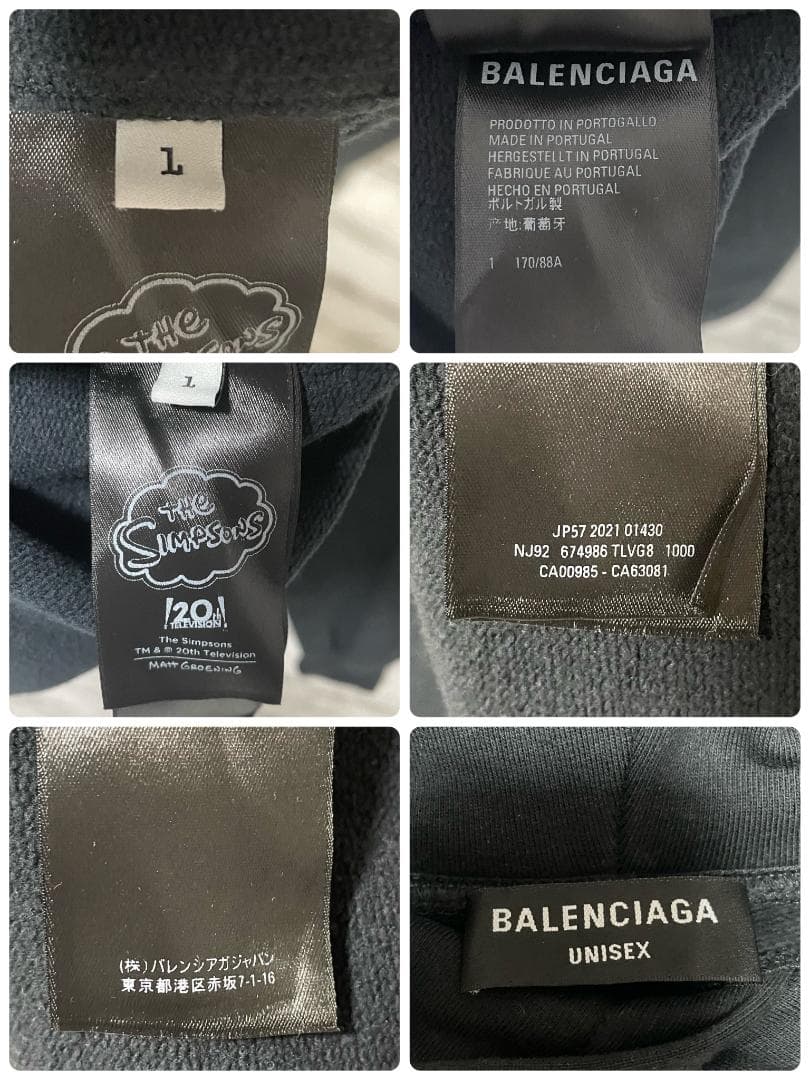 1
THE
SIMPSONS
BALENCIAGA
PRODOTTO IN PORTOGALLO
MADE IN PORTUGAL
HERGESTELLT IN PORTUGAL
FABRIQUE AU PORTUGAL
HECHO EN PORTUGAL
ポルトガル製
产地:葡萄牙
1 170/88A
1
THE
SIMPSONS
20th
TELEVISION
The Simpsons
TM & © 20th Television
MATT GROENING
JP57 2021 01430
NJ92 674986 TLVG8 1000
CA00985 - CA63081
(株)バレンシアガジャパン
東京都港区赤坂7-1-16
BALENCIAGA
UNISEX